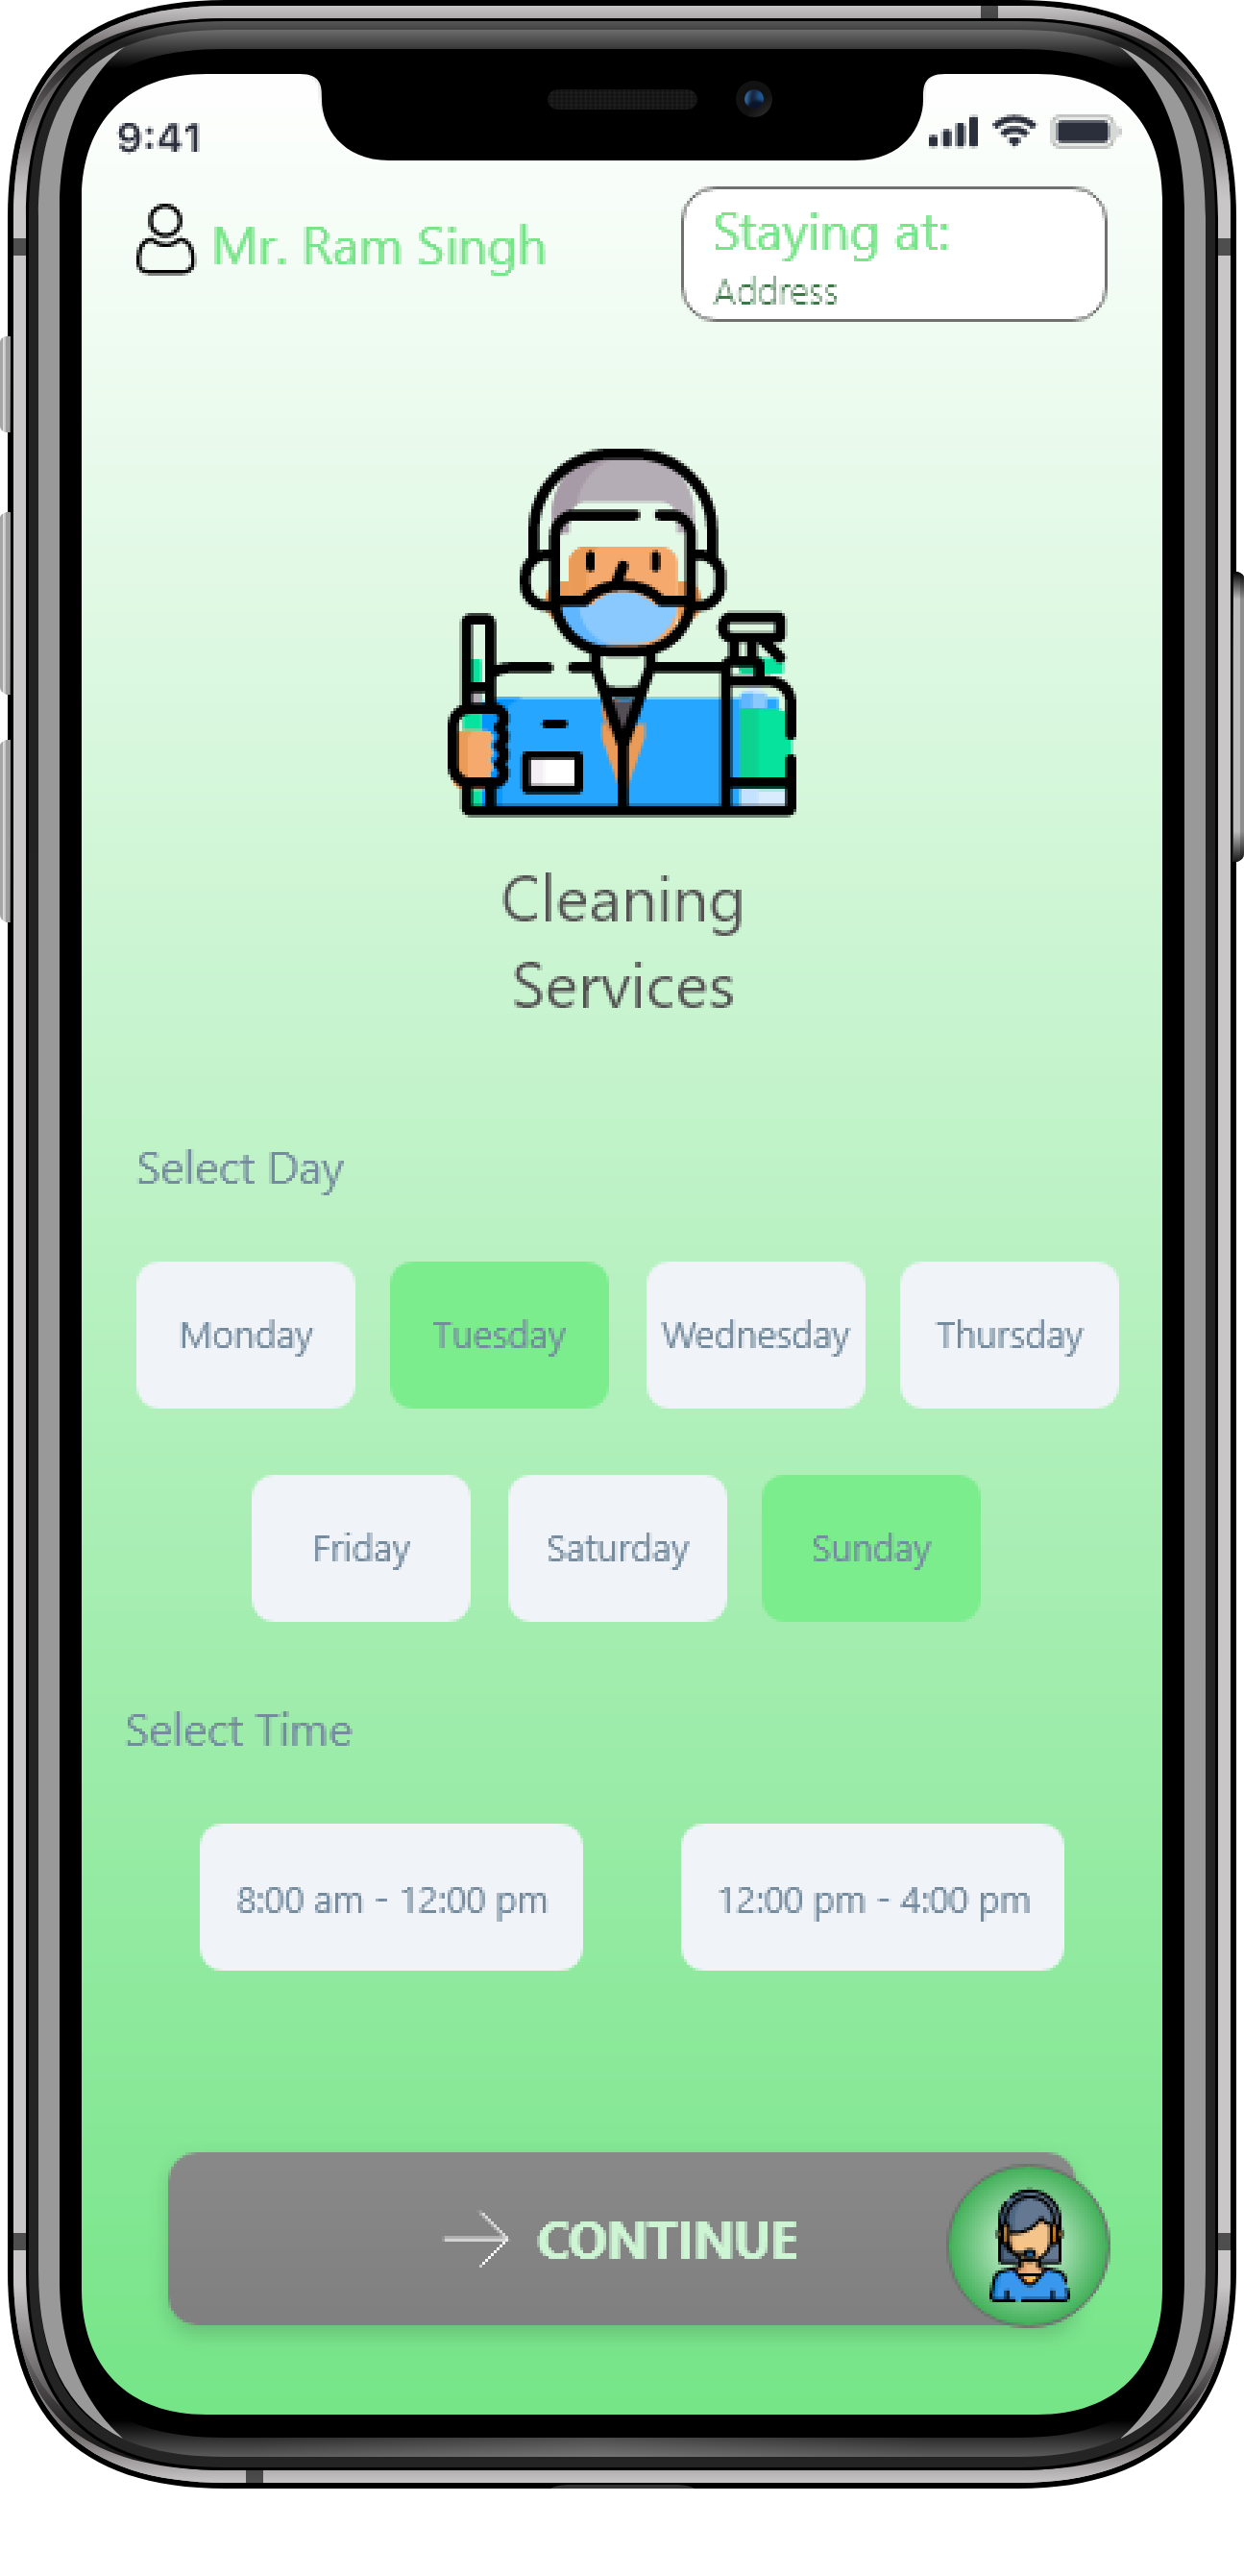 9:41
Mr. Ram Singh
Staying at:
Address
Cleaning
Services
Select Day
Monday
Tuesday
Wednesday
Thursday
Friday
Saturday
Sunday
Select Time
8:00 am - 12:00 pm
12:00 pm - 4:00 pm
CONTINUE